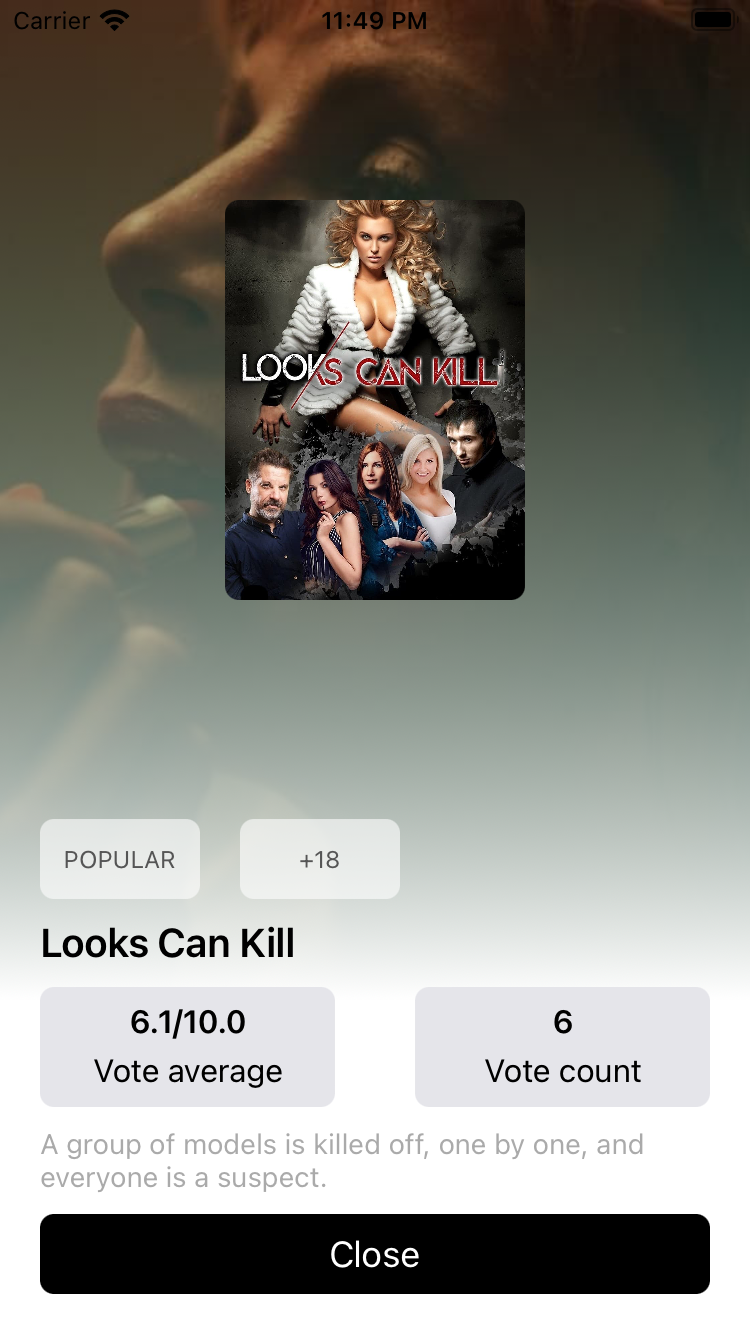 Carrier 11:49 PM
LOOKS CAN KILL
POPULAR +18
Looks Can Kill
6.1/10.0 6
Vote average Vote count
A group of models is killed off, one by one, and
everyone is a suspect.
Close